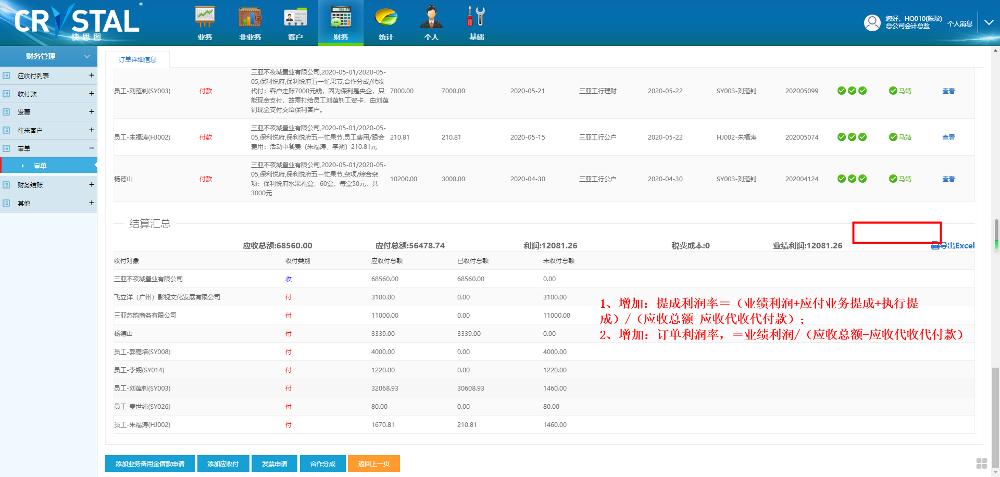 CRYSTAL
®
快思图
业务
非业务
客户
财务
统计
个人
基础
您好，HQ010(陈玟)
总公司会计总监
个人消息
财务管理
应收付列表
收付款
发票
往来客户
审单
审单
财务结账
其他
订单详细信息
员工-刘蕴钊(SY003) 付款 三亚不夜城置业有限公司,2020-05-01/2020-05-
05,保利悦府,保利悦府五一忙果节,合作分成/代收
代付：客户走账7000元钱，因为保利是央企，只
能现金支付，故需打给员工刘蕴钊工资卡，由刘蕴
钊现金支付交给保利客户。
7000.00 7000.00 2020-05-21 三亚工行理财 2020-05-22 SY003-刘蕴钊 202005099 马靖 查看
员工-朱福涛(HJ002) 付款 三亚不夜城置业有限公司,2020-05-01/2020-05-
05,保利悦府,保利悦府五一忙果节,员工费用/跟会
费用：活动中餐费（朱福涛、李朔）210.81元
210.81 210.81 2020-05-15 三亚工行公户 2020-05-22 HJ002-朱福涛 202005074 马靖 查看
杨德山 付款 三亚不夜城置业有限公司,2020-05-01/2020-05-
05,保利悦府,保利悦府五一忙果节,杂项/综合杂
项：保利悦府水果礼盒，60盒，每盒50元，共
3000元
10200.00 3000.00 2020-04-30 三亚工行公户 2020-04-30 SY003-刘蕴钊 202004124 马靖 查看
结算汇总
应收总额:68560.00 应付总额:56478.74 利润:12081.26 税费成本:0 业绩利润:12081.26 导出Excel
收付对象 收付类别 应收付总额 已收付总额 未收付总额
三亚不夜城置业有限公司 收 68560.00 68560.00 0.00
飞立洋（广州）影视文化发展有限公司 付 3100.00 0.00 3100.00
三亚苏韵商务有限公司 付 11000.00 0.00 11000.00
杨德山 付 3339.00 3339.00 0.00
员工-郭嘉培(SY008) 付 4000.00 0.00 4000.00
员工-李朔(SY014) 付 1220.00 0.00 1220.00
员工-刘蕴钊(SY003) 付 32068.93 30608.93 1460.00
员工-麦世纯(SY026) 付 80.00 0.00 80.00
员工-朱福涛(HJ002) 付 1670.81 210.81 1460.00
1、增加：提成利润率＝（业绩利润+应付业务提成+执行提
成）/（应收总额-应收代收代付款）；
2、增加：订单利润率，＝业绩利润/（应收总额-应收代收代付款）
添加业务备用金借款申请
添加应收付
发票申请
合作分成
返回上一页